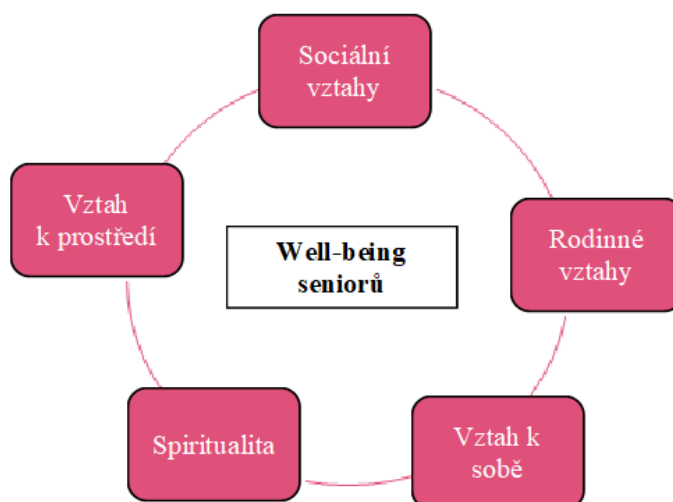 Sociální
vztahy
Vztah
k prostředí
Well-being
seniorů
Rodinné
vztahy
Spiritualita
Vztah k
sobě